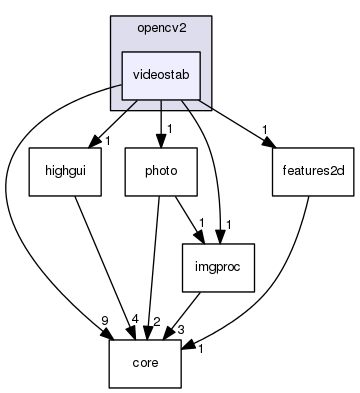 opencv2
videostab
1
1
1
highgui
photo
features2d
1
1
imgproc
9
4
2
3
1
core